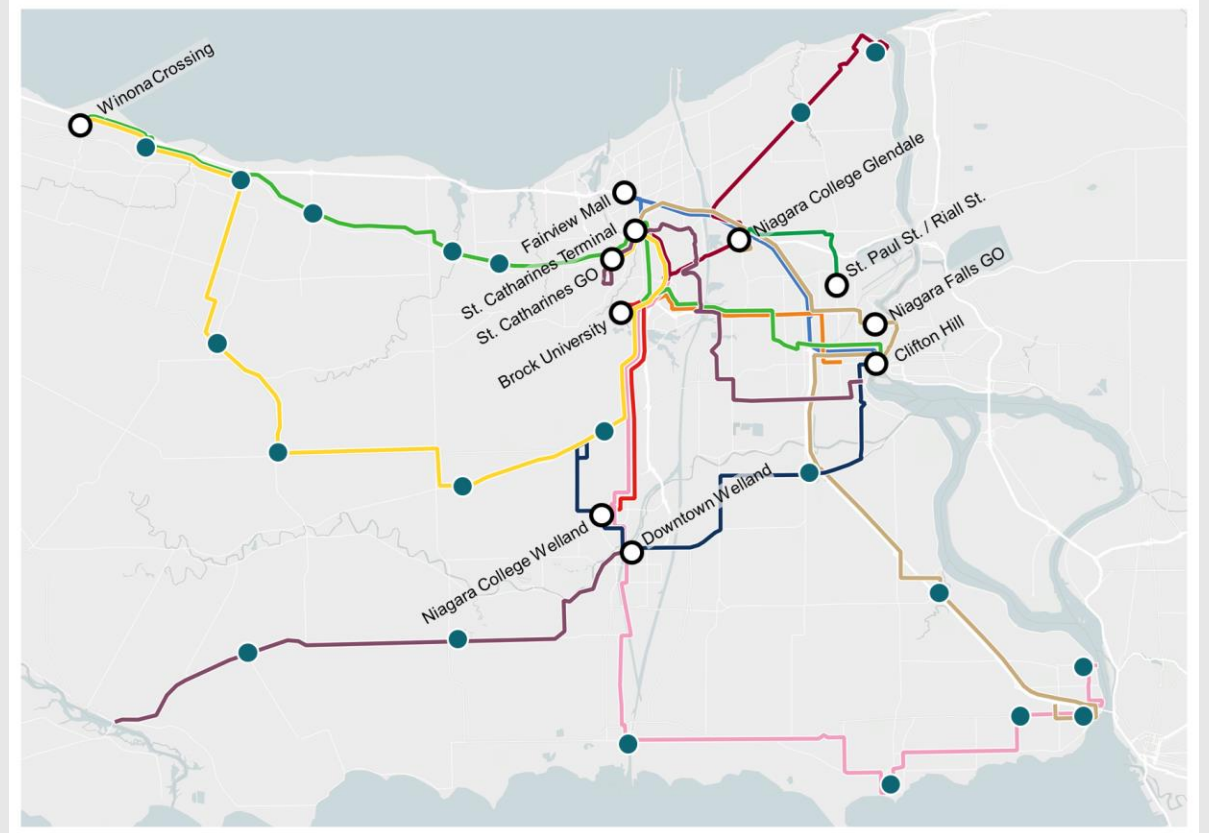 Winona Crossing
Fairview Mall
St. Catharines Terminal
St. Catharines GO
Brock University
Niagara College Glendale
St. Paul St. / Riall St.
Niagara Falls GO
Clifton Hill
Niagara College Welland
Downtown Welland